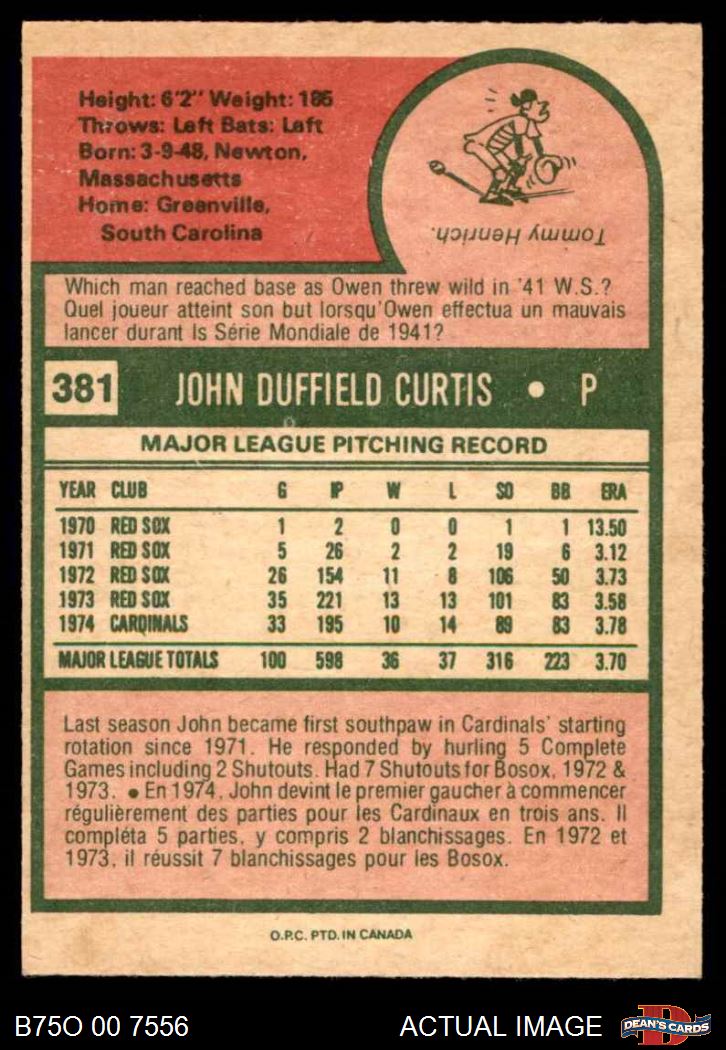 Height: 6'2" Weight: 185
Throws: Left Bats: Left
Born: 3-9-48, Newton,
Massachusetts
Home: Greenville,
South Carolina
Tommy Henrich.
Which man reached base as Owen threw wild in '41 W.S.?
Quel joueur atteint son but lorsqu'Owen effectua un mauvais
lancer durant ls Série Mondiale de 1941?
381 JOHN DUFFIELD CURTIS • P
MAJOR LEAGUE PITCHING RECORD
YEAR CLUB G IP W L SO BB ERA
1970 RED SOX 1 2 0 0 1 1 13.50
1971 RED SOX 5 26 2 2 19 6 3.12
1972 RED SOX 26 154 11 8 106 50 3.73
1973 RED SOX 35 221 13 13 101 83 3.58
1974 CARDINALS 33 195 10 14 89 83 3.78
MAJOR LEAGUE TOTALS 100 598 36 37 316 223 3.70
Last season John became first southpaw in Cardinals' starting
rotation since 1971. He responded by hurling 5 Complete
Games including 2 Shutouts. Had 7 Shutouts for Bosox, 1972 &
1973. • En 1974, John devint le premier gaucher à commencer
régulièrement des parties pour les Cardinaux en trois ans. Il
compléta 5 parties, y compris 2 blanchissages. En 1972 et
1973, il réussit 7 blanchissages pour les Bosox.
O.P.C. PTD. IN CANADA
B75O 00 7556 ACTUAL IMAGE DEAN'S CARDS